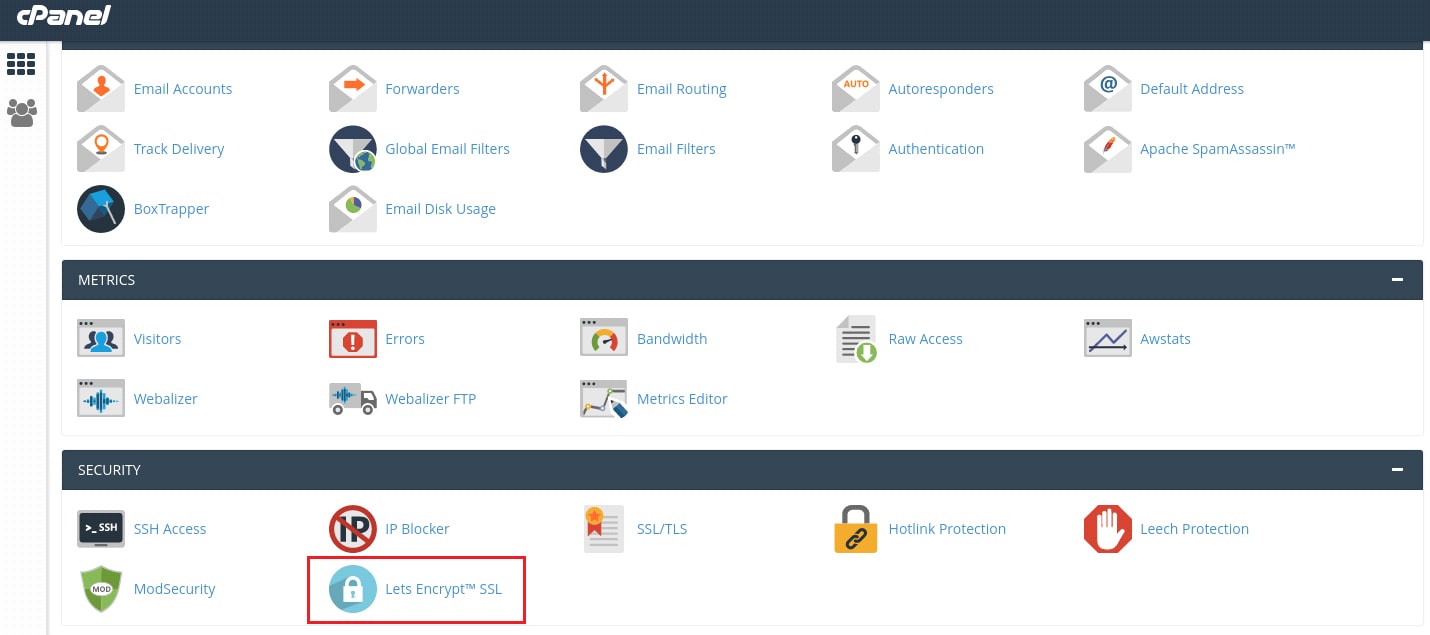 cPanel
Email Accounts Forwarders Email Routing Autoresponders Default Address
AUTO @
Track Delivery Global Email Filters Email Filters Authentication Apache SpamAssassin™
BoxTrapper Email Disk Usage
METRICS
Visitors Errors Bandwidth Raw Access Awstats
Webalizer Webalizer FTP Metrics Editor
SECURITY
>_ SSH SSH Access IP IP Blocker SSL/TLS Hotlink Protection Leech Protection
MOD ModSecurity Lets Encrypt™ SSL